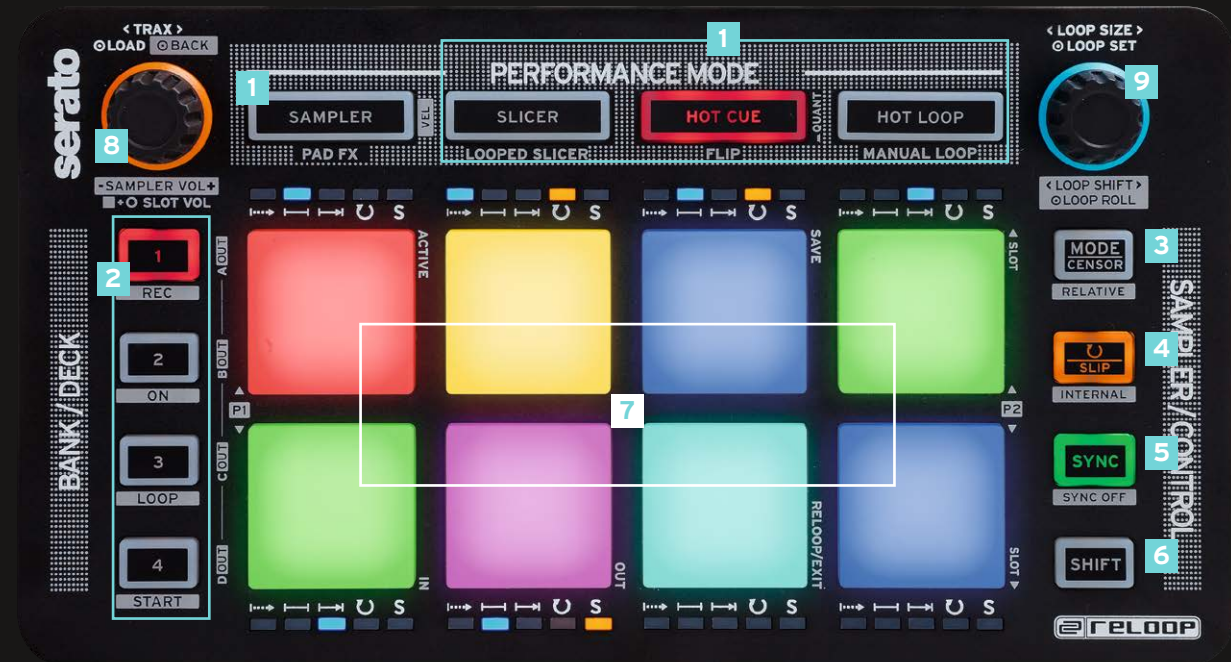 < TRAX >
⊙LOAD ⊙BACK
serato
8
-SAMPLER VOL+
■+O SLOT VOL
1
1
PERFORMANCE MODE
SAMPLER
VEL
SLICER
HOT CUE
QUANT
HOT LOOP
PAD FX
LOOPED SLICER
FLIP
MANUAL LOOP
< LOOP SIZE >
⊙ LOOP SET
9
< LOOP SHIFT >
⊙ LOOP ROLL
S
S
S
S
BANK / DECK
2
1
REC
2
ON
3
LOOP
4
START
A OUT
B OUT
C OUT
D OUT
P1
ACTIVE
SAVE
SLOT
7
P2
IN
OUT
RELOOP/EXIT
SLOT
S
S
S
S
MODE
CENSOR
3
RELATIVE
SLIP
4
INTERNAL
SYNC
5
SYNC OFF
SHIFT
6
SAMPLER / CONTROL
RELOOP